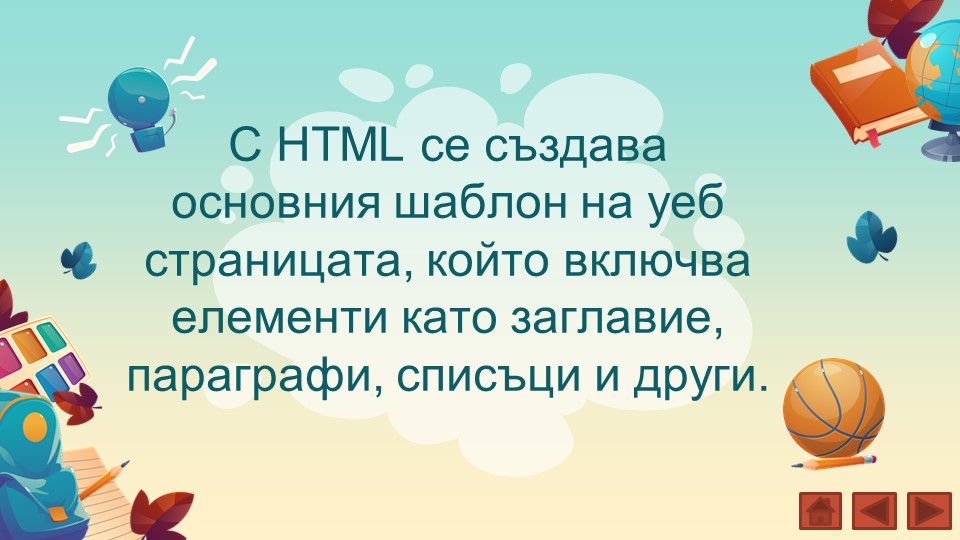 С HTML се създава
основния шаблон на уеб
страницата, който включва
елементи като заглавие,
параграфи, списъци и други.